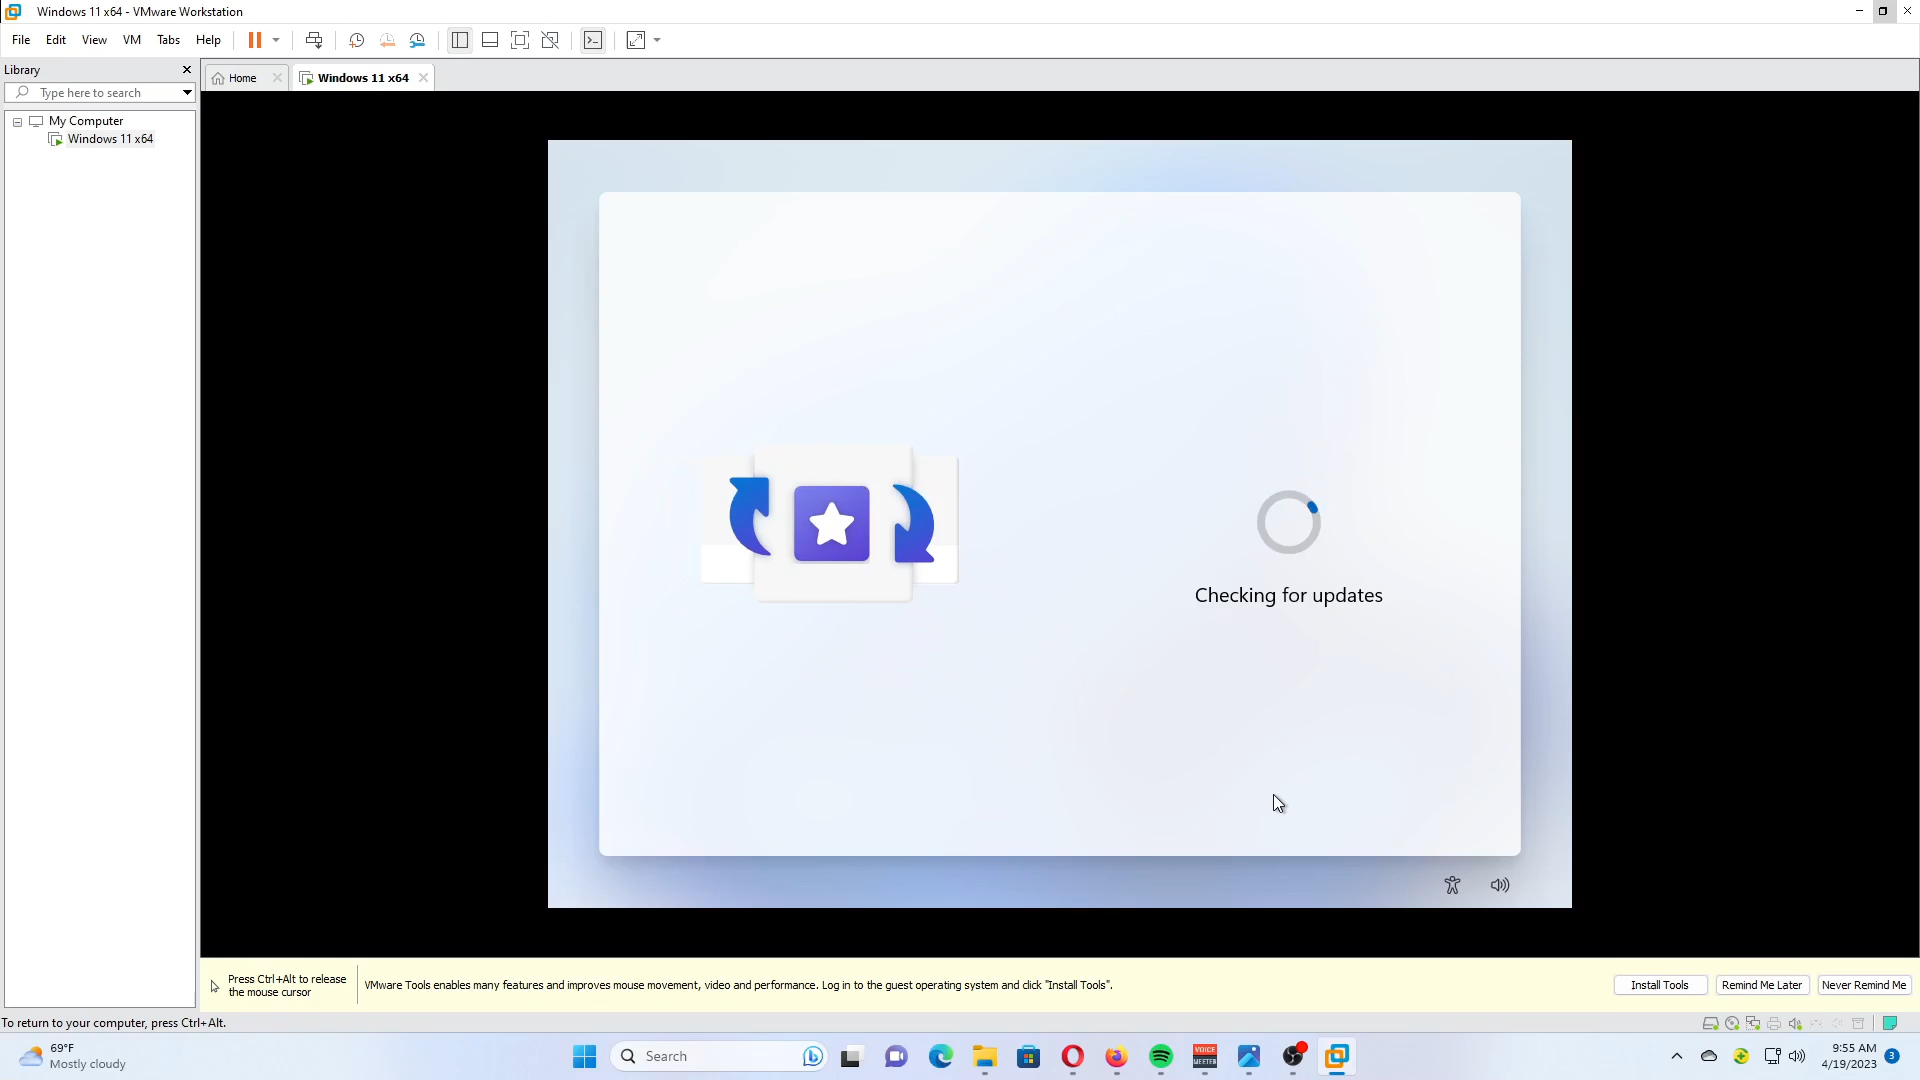 Windows 11 x64 - VMware Workstation
File Edit View VM Tabs Help
Library
Home
Windows 11 x64
Type here to search
My Computer
Windows 11 x64
Checking for updates
Press Ctrl+Alt to release
the mouse cursor
VMware Tools enables many features and improves mouse movement, video and performance. Log in to the guest operating system and click "Install Tools".
Install Tools
Remind Me Later
Never Remind Me
To return to your computer, press Ctrl+Alt.
69°F
Mostly cloudy
Search
VOICE
MEETER
9:55 AM
4/19/2023
3